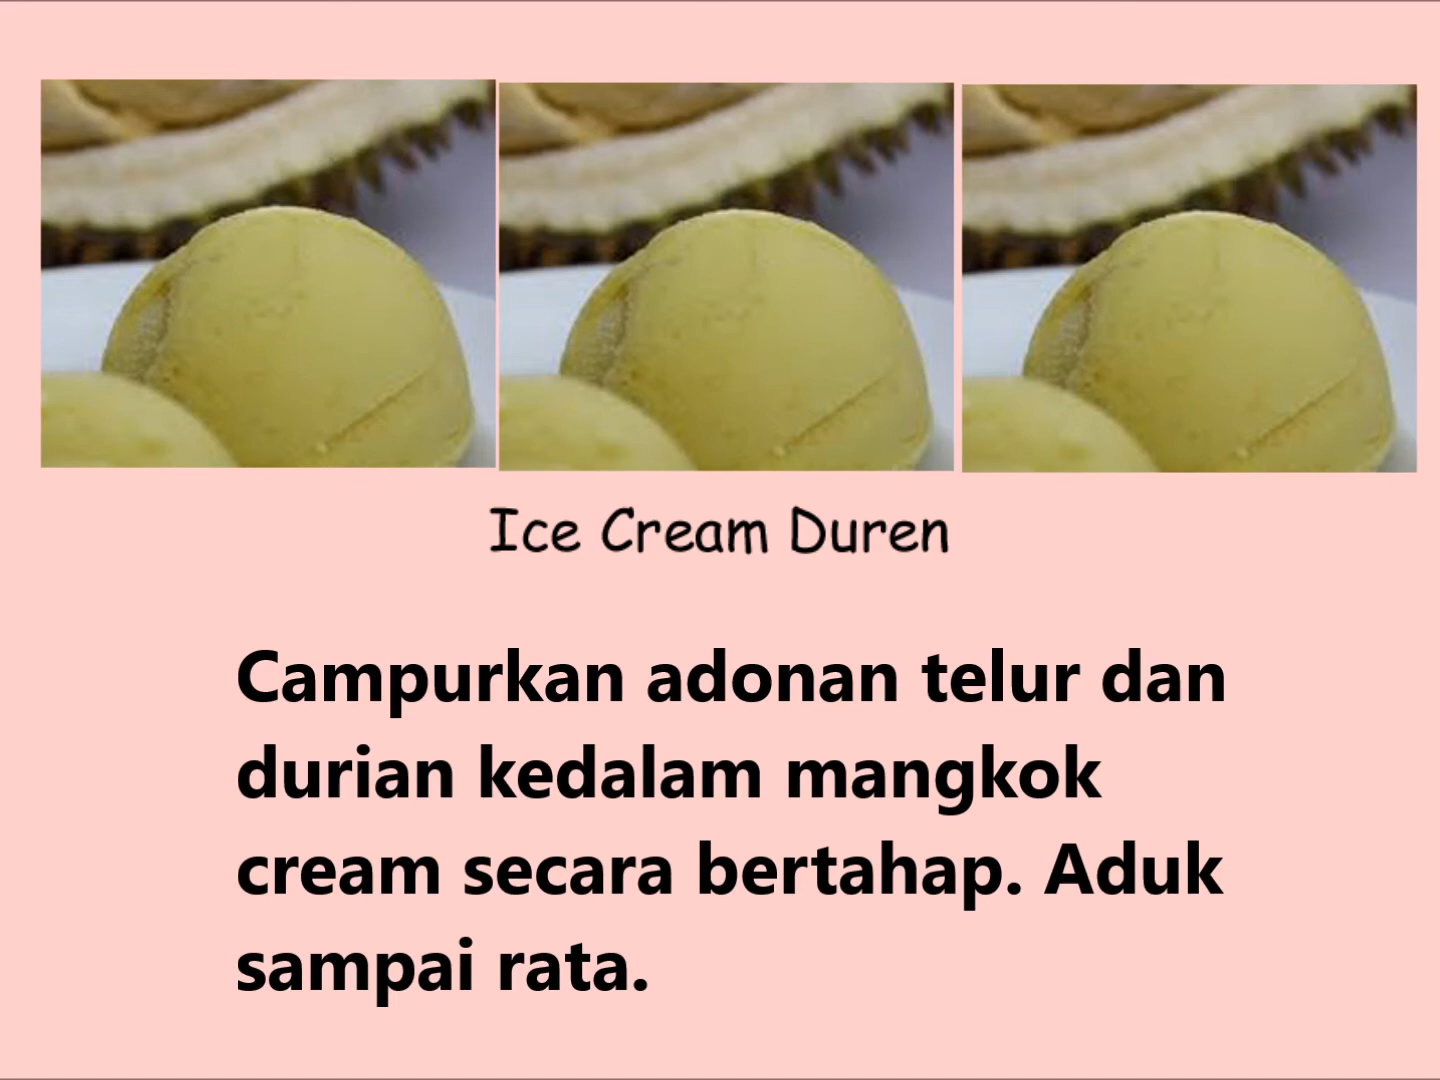 Ice Cream Duren
Campurkan adonan telur dan
durian kedalam mangkok
cream secara bertahap. Aduk
sampai rata.